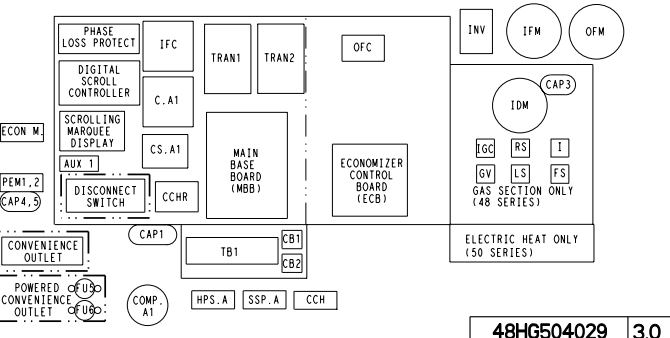 PHASE
LOSS PROTECT
IFC
TRAN1
TRAN2
OFC
INV
IFM
OFM
DIGITAL
SCROLL
CONTROLLER
C.A1
CAP3
IDM
SCROLLING
MARQUEE
DISPLAY
ECON M.
CS.A1
MAIN
BASE
BOARD
(MBB)
ECONOMIZER
CONTROL
BOARD
(ECB)
IGC
RS
I
AUX 1
PEM1,2
DISCONNECT
SWITCH
CCHR
GV
LS
FS
GAS SECTION ONLY
(48 SERIES)
CAP4,5
CAP1
TB1
CB1
CB2
ELECTRIC HEAT ONLY
(50 SERIES)
CONVENIENCE
OUTLET
POWERED
CONVENIENCE
OUTLET
FU5
FU6
COMP.
A1
HPS.A
SSP.A
CCH
48HG504029
3.0